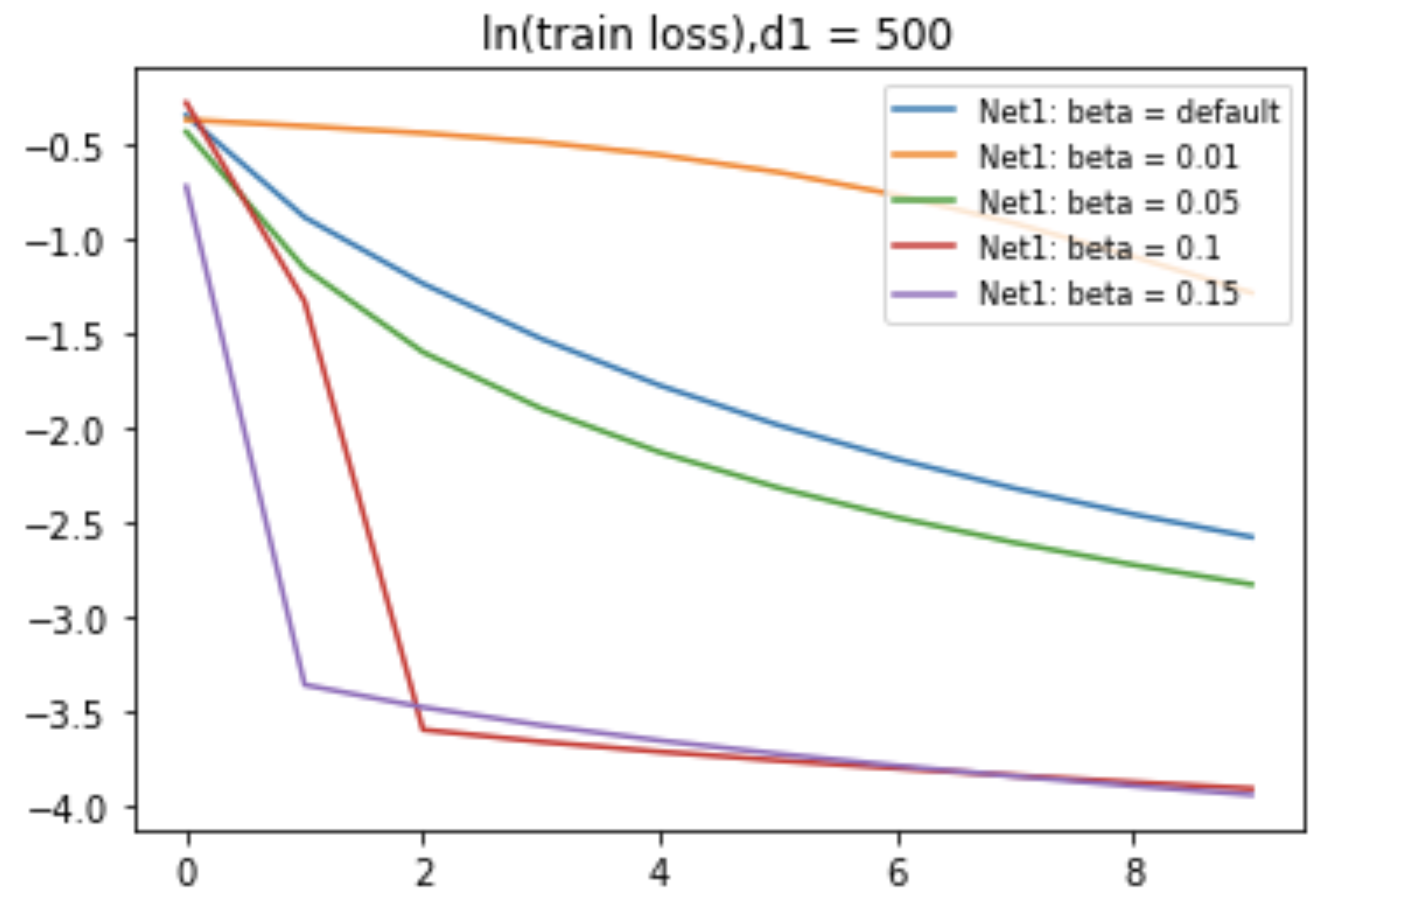 ln(train loss),d1 = 500
Net1: beta = default
Net1: beta = 0.01
Net1: beta = 0.05
Net1: beta = 0.1
Net1: beta = 0.15
−0.5
−1.0
−1.5
−2.0
−2.5
−3.0
−3.5
−4.0
0 2 4 6 8